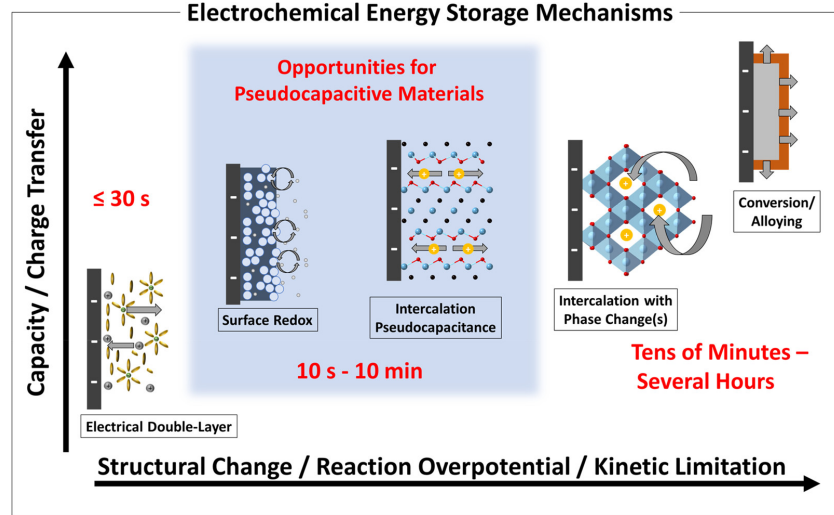 Electrochemical Energy Storage Mechanisms
Opportunities for
Pseudocapacitive Materials
≤ 30 s
Conversion/
Alloying
Surface Redox
Intercalation
Pseudocapacitance
Intercalation with
Phase Change(s)
10 s - 10 min
Tens of Minutes –
Several Hours
Electrical Double-Layer
Capacity / Charge Transfer
Structural Change / Reaction Overpotential / Kinetic Limitation